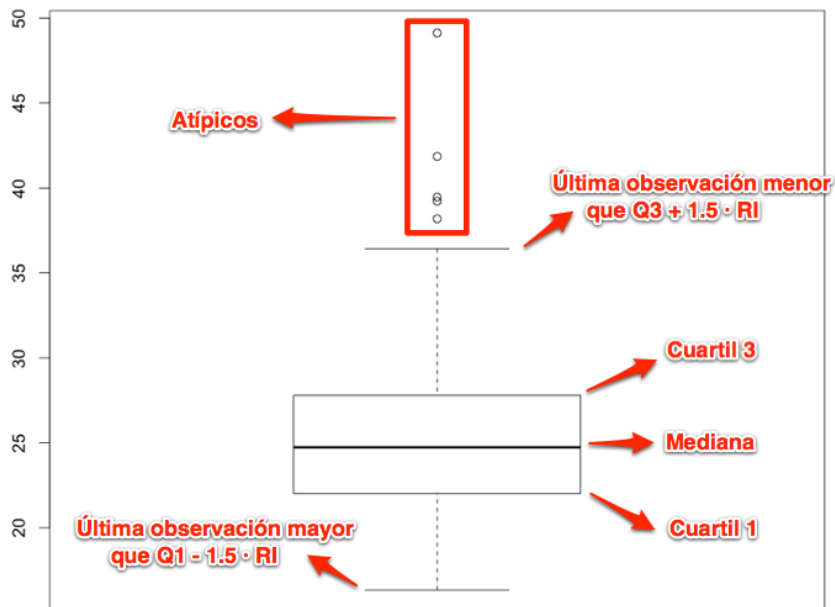 50
45
Atípicos
40
Última observación menor
que Q3 + 1.5 · RI
35
30
Cuartil 3
25
Mediana
20
Última observación mayor
que Q1 - 1.5 · RI
Cuartil 1